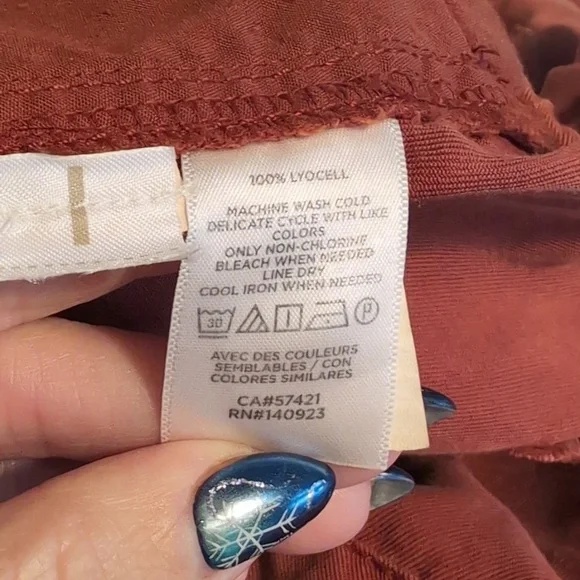 100% LYOCELL
MACHINE WASH COLD
DELICATE CYCLE WITH LIKE
COLORS
ONLY NON-CHLORINE
BLEACH WHEN NEEDED
LINE DRY
COOL IRON WHEN NEEDED
30 P
AVEC DES COULEURS
SEMBLABLES / CON
COLORES SIMILARES
CA#57421
RN#140923